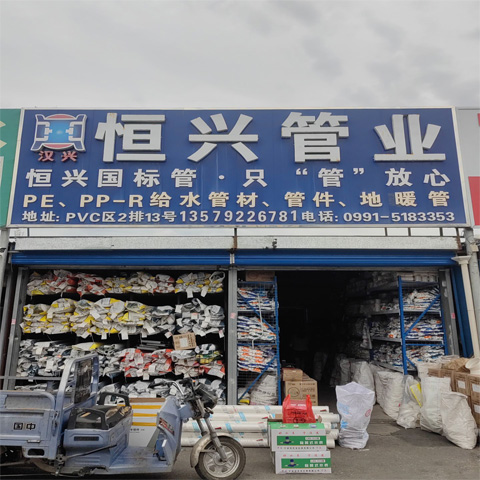 汉兴
恒兴管业
恒兴国标管·只“管”放心
PE、PP-R给水管材、管件、地暖管
地址:PVC区2排13号13579226781电话:0991-5183353